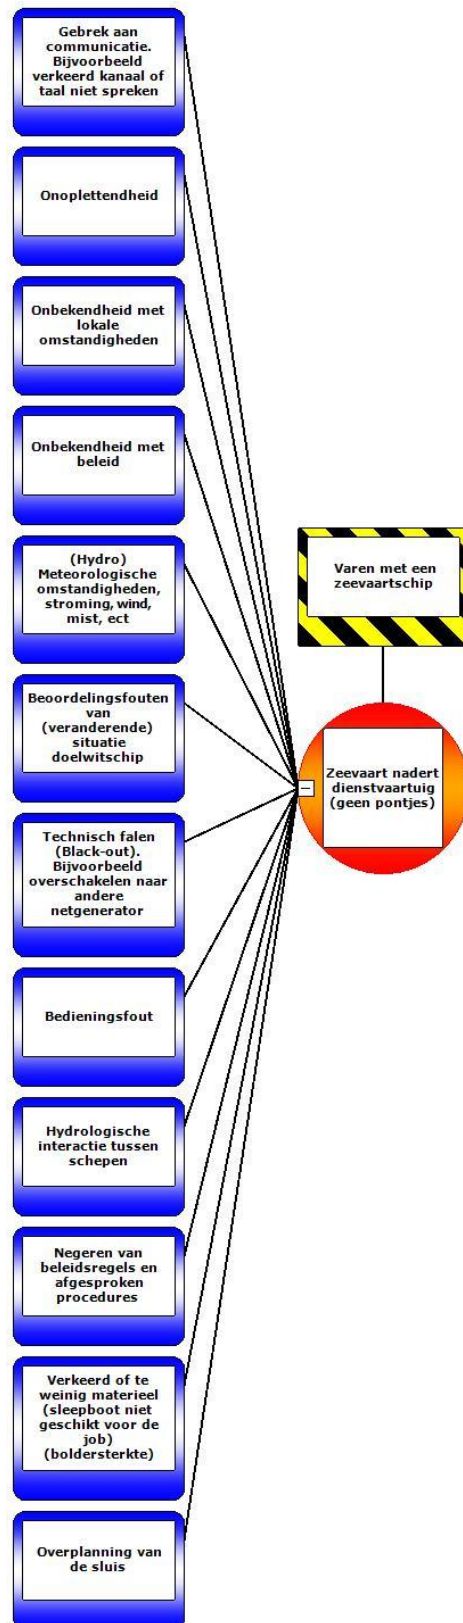 Gebrek aan
communicatie.
Bijvoorbeeld
verkeerd kanaal of
taal niet spreken
Onoplettendheid
Onbekendheid met
lokale
omstandigheden
Onbekendheid met
beleid
(Hydro)
Meteorologische
omstandigheden,
stroming, wind,
mist, ect
Beoordelingsfouten
van
(veranderende)
situatie
doelwitschip
Technisch falen
(Black-out).
Bijvoorbeeld
overschakelen naar
andere
netgenerator
Bedieningsfout
Hydrologische
interactie tussen
schepen
Negeren van
beleidsregels en
afgesproken
procedures
Verkeerd of te
weinig materieel
(sleepboot niet
geschikt voor de
job)
(boldersterkte)
Overplanning van
de sluis
Varen met een
zeevaartschip
Zeevaart nadert
dienstvaartuig
(geen pontjes)